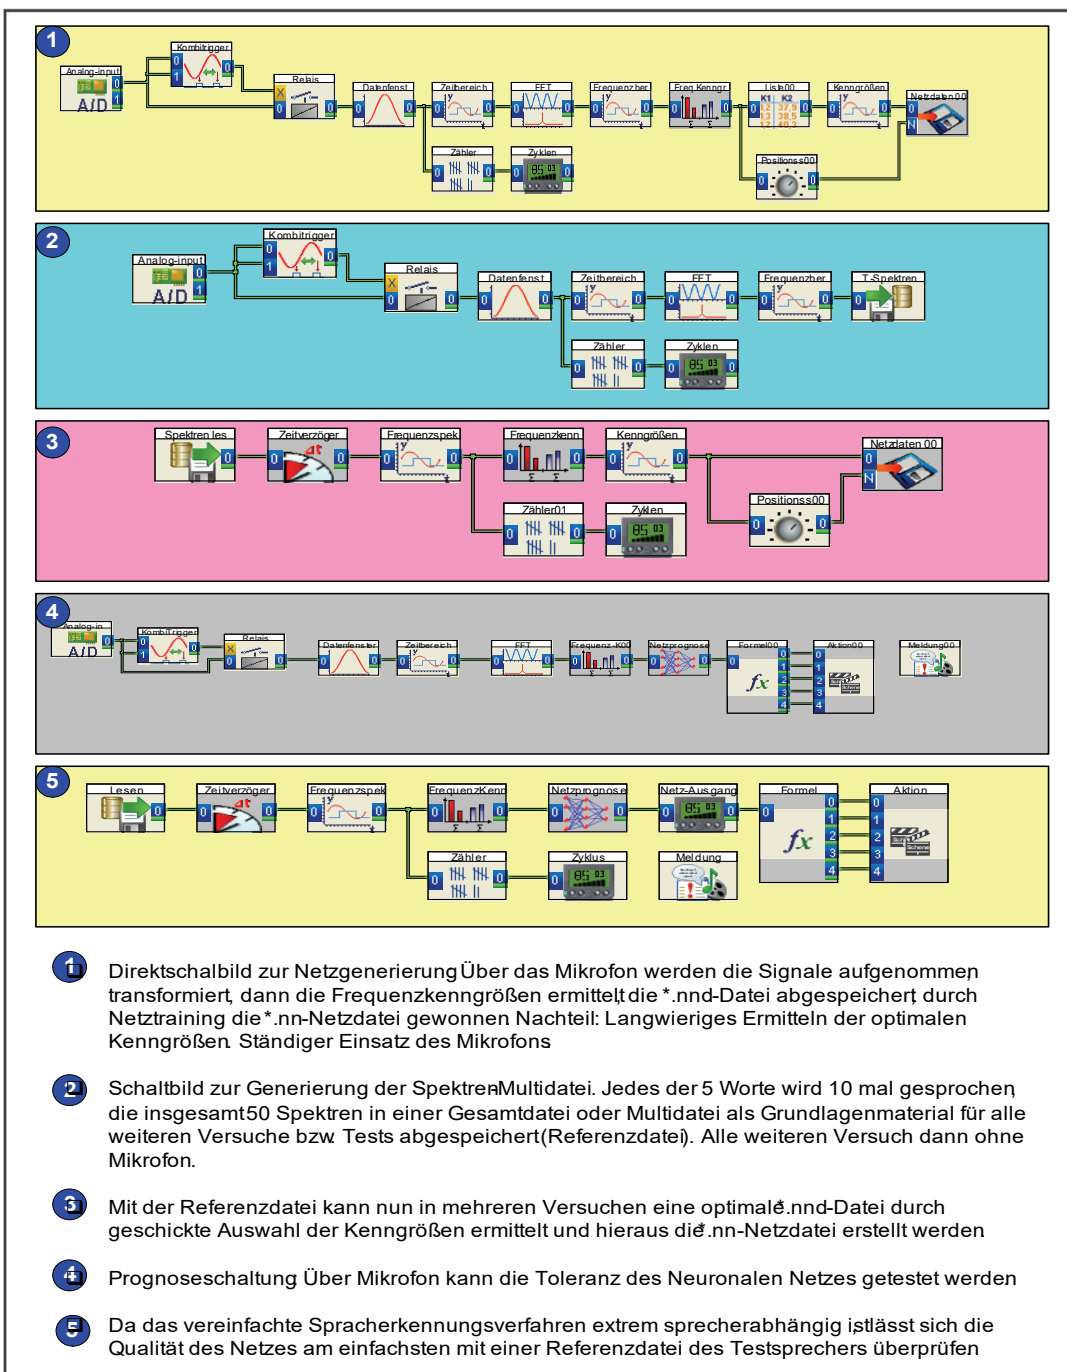 1
Kombitrigger
Analog-input
A/D
Relais
Datenfenst
Zeitbereich
FFT
Frequenzber
Freq Kenngr
Liste00
Kenngrößen
Netzdaten 00
K1 K2
Zähler
Zyklen
Positionss00
2
Kombitrigger
Analog-input
A/D
Relais
Datenfenst
Zeitbereich
FFT
Frequenzber
T-Spektren
Zähler
Zyklen
3
Spektren les
Zeitverzöger
Frequenzspek
Frequenzkenn
Kenngrößen
Netzdaten 00
Zähler01
Zyklen
Positionss00
4
Analog-in
A/D
KombiTrigger
Relais
Datenfenster
Zeitbereich
FFT
Frequenz-K00
Netzprognose
Formel00
Aktion00
Meldung00
fx
5
Lesen
Zeitverzöger
Frequenzspek
FrequenzKenn
Netzprognose
Netz-Ausgang
Formel
Aktion
fx
Zähler
Zyklus
Meldung
1 Direktschalbild zur Netzgenerierung Über das Mikrofon werden die Signale aufgenommen,
transformiert, dann die Frequenzkenngrößen ermittelt, die *.nnd-Datei abgespeichert, durch
Netztraining die *.nn-Netzdatei gewonnen. Nachteil: Langwieriges Ermitteln der optimalen
Kenngrößen. Ständiger Einsatz des Mikrofons
2 Schaltbild zur Generierung der Spektren-Multidatei. Jedes der 5 Worte wird 10 mal gesprochen,
die insgesamt 50 Spektren in einer Gesamtdatei oder Multidatei als Grundlagenmaterial für alle
weiteren Versuche bzw. Tests abgespeichert (Referenzdatei). Alle weiteren Versuch dann ohne
Mikrofon.
3 Mit der Referenzdatei kann nun in mehreren Versuchen eine optimale *.nnd-Datei durch
geschickte Auswahl der Kenngrößen ermittelt und hieraus die *.nn-Netzdatei erstellt werden
4 Prognoseschaltung Über Mikrofon kann die Toleranz des Neuronalen Netzes getestet werden
5 Da das vereinfachte Spracherkennungsverfahren extrem sprecherabhängig ist, lässt sich die
Qualität des Netzes am einfachsten mit einer Referenzdatei des Testsprechers überprüfen